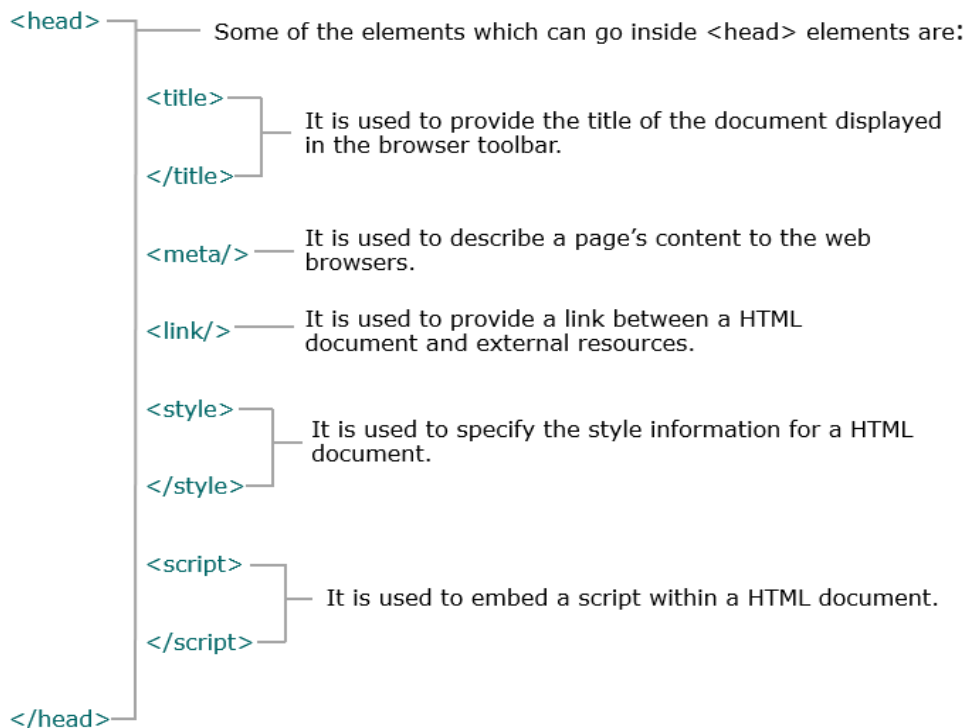 <head>
Some of the elements which can go inside <head> elements are:
<title>
It is used to provide the title of the document displayed
in the browser toolbar.
</title>
<meta/>
It is used to describe a page’s content to the web
browsers.
<link/>
It is used to provide a link between a HTML
document and external resources.
<style>
It is used to specify the style information for a HTML
document.
</style>
<script>
It is used to embed a script within a HTML document.
</script>
</head>